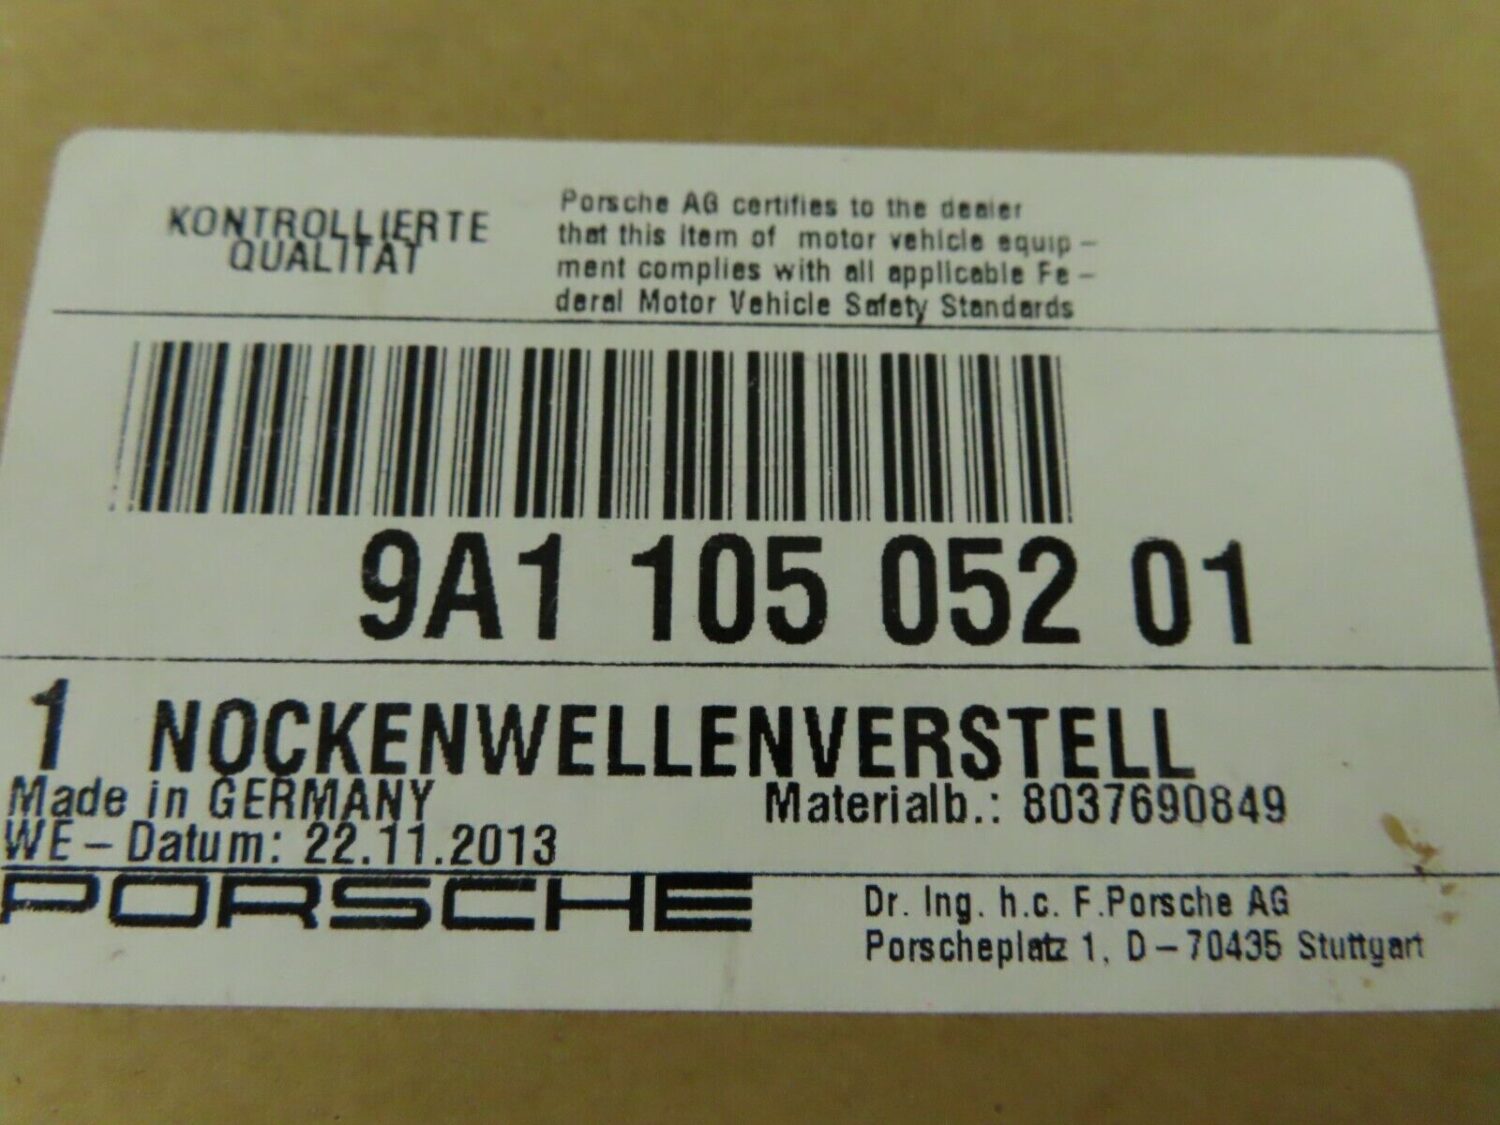 KONTROLLIERTE
QUALITÄT
Porsche AG certifies to the dealer
that this item of motor vehicle equip-
ment complies with all applicable Fe-
deral Motor Vehicle Safety Standards
9A1 105 052 01
1 NOCKENWELLENVERSTELL
Made in GERMANY
Materialb.: 8037690849
WE-Datum: 22.11.2013
PORSCHE
Dr. Ing. h.c. F.Porsche AG
Porscheplatz 1, D-70435 Stuttgart